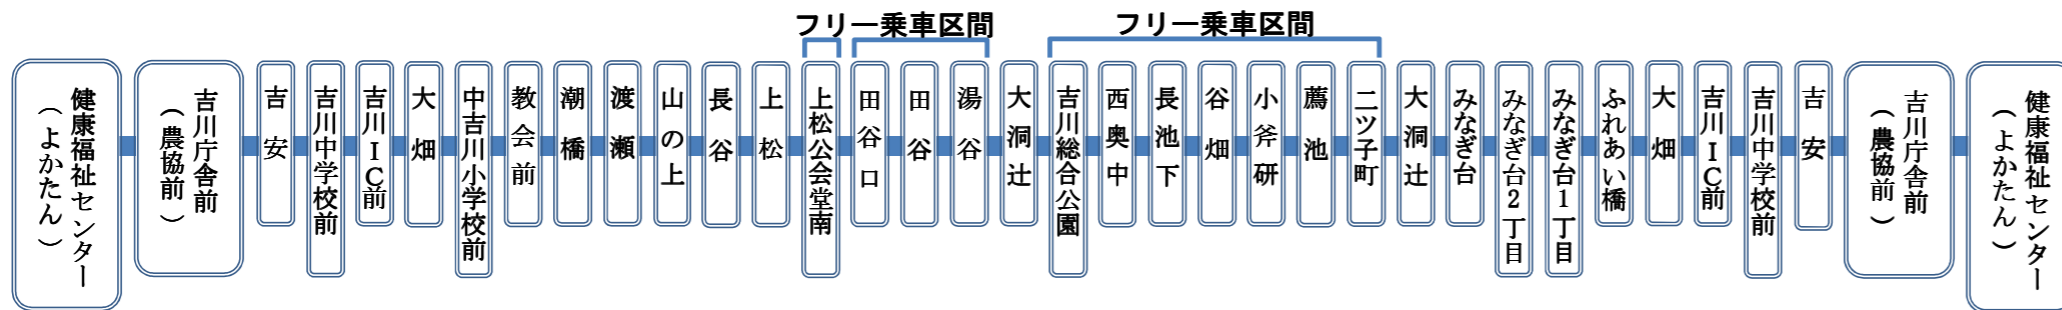 フリー乗車区間
フリー乗車区間
健康福祉センター
（よかたん）
吉川庁舎前
（農協前）
吉安
吉川中学校前
吉川IC前
大畑
中吉川小学校前
教会前
潮橋
渡瀬
山の上
長谷
上松
上松公会堂南
田谷口
田谷
湯谷
大洞辻
吉川総合公園
西奥中
長池下
谷畑
小斧研
薦池
二ツ子町
大洞辻
みなぎ台
みなぎ台2丁目
みなぎ台1丁目
ふれあい橋
大畑
吉川IC前
吉川中学校前
吉安
吉川庁舎前
（農協前）
健康福祉センター
（よかたん）